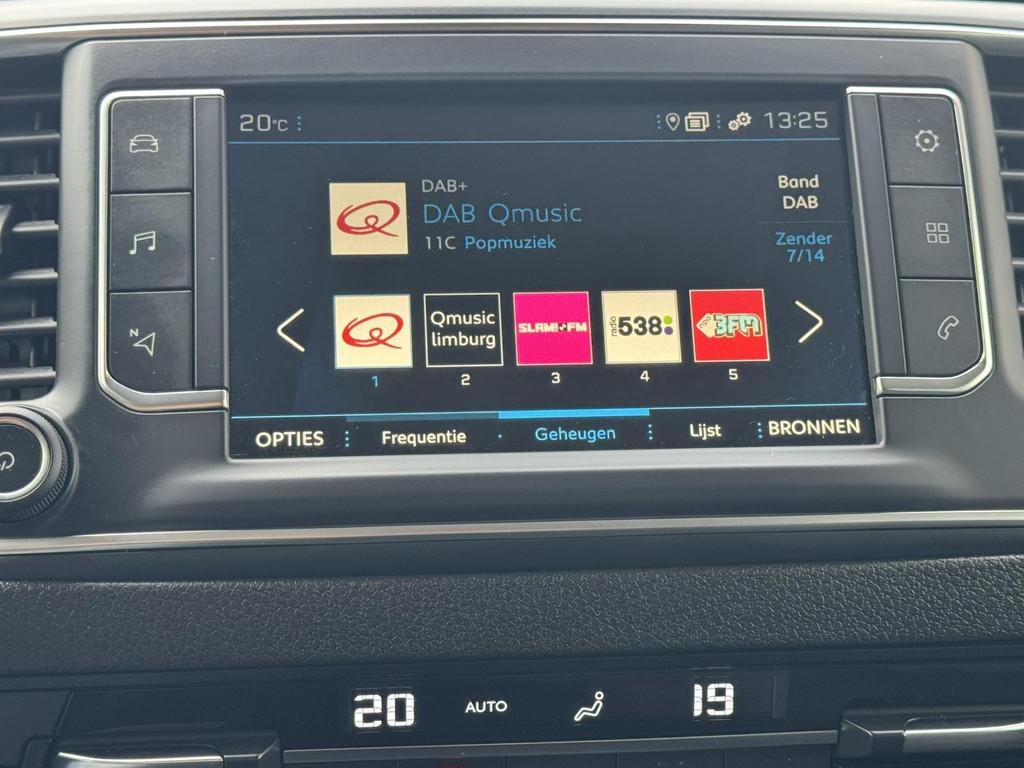 20°C
13:25
DAB+
DAB Qmusic
11C Popmuziek
Band
DAB
Zender
7/14
Qmusic
limburg
SLAM!FM
radio
538
3FM
1
2
3
4
5
OPTIES
Frequentie
Geheugen
Lijst
BRONNEN
N
20
AUTO
19